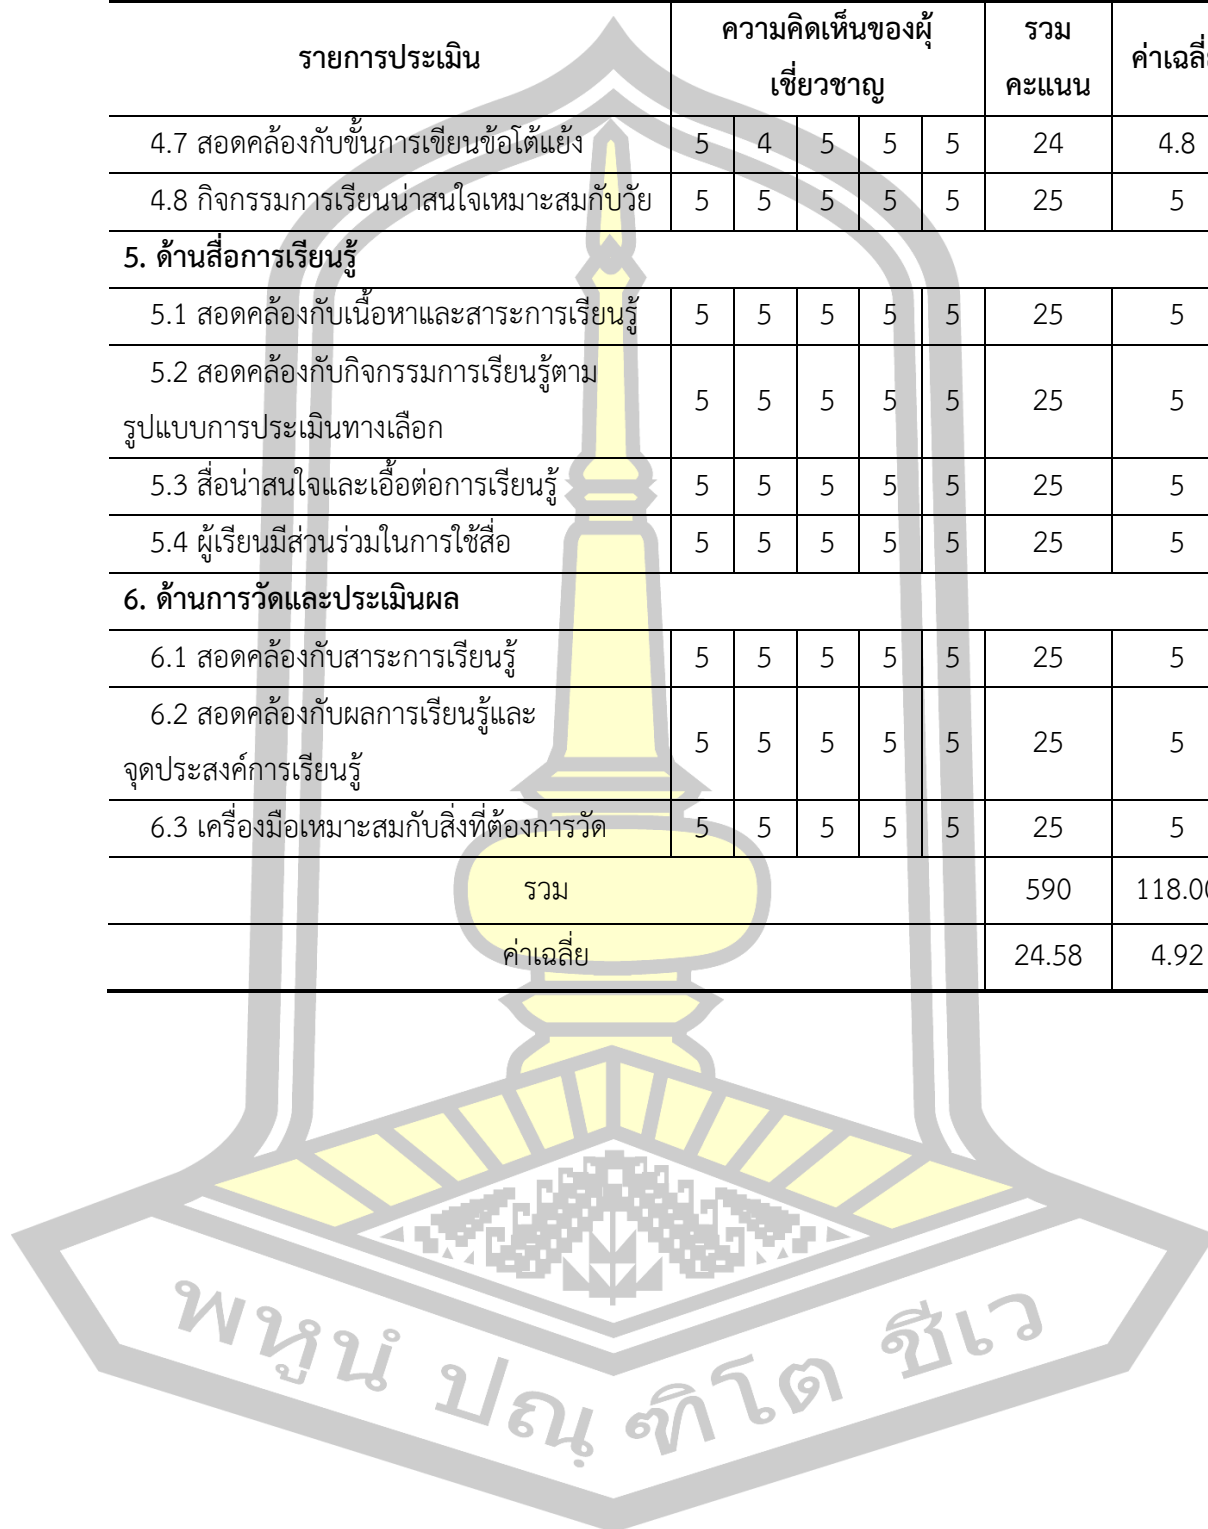 รายการประเมิน ความคิดเห็นของผุ้ รวม ค่าเฉลี่ย
เชี่ยวชาญ คะแนน
4.7 สอดคล้องกับขั้นการเขียนข้อโต้แย้ง 5 4 5 5 5 24 4.8
4.8 กิจกรรมการเรียนน่าสนใจเหมาะสมกับวัย 5 5 5 5 5 25 5
5. ด้านสื่อการเรียนรู้
5.1 สอดคล้องกับเนื้อหาและสาระการเรียนรู้ 5 5 5 5 5 25 5
5.2 สอดคล้องกับกิจกรรมการเรียนรู้ตาม
รูปแบบการประเมินทางเลือก 5 5 5 5 5 25 5
5.3 สื่อน่าสนใจและเอื้อต่อการเรียนรู้ 5 5 5 5 5 25 5
5.4 ผู้เรียนมีส่วนร่วมในการใช้สื่อ 5 5 5 5 5 25 5
6. ด้านการวัดและประเมินผล
6.1 สอดคล้องกับสาระการเรียนรู้ 5 5 5 5 5 25 5
6.2 สอดคล้องกับผลการเรียนรู้และ
จุดประสงค์การเรียนรู้ 5 5 5 5 5 25 5
6.3 เครื่องมือเหมาะสมกับสิ่งที่ต้องการวัด 5 5 5 5 5 25 5
รวม 590 118.00
ค่าเฉลี่ย 24.58 4.92
พหูนํ ปณฺฑิโต ชีเว